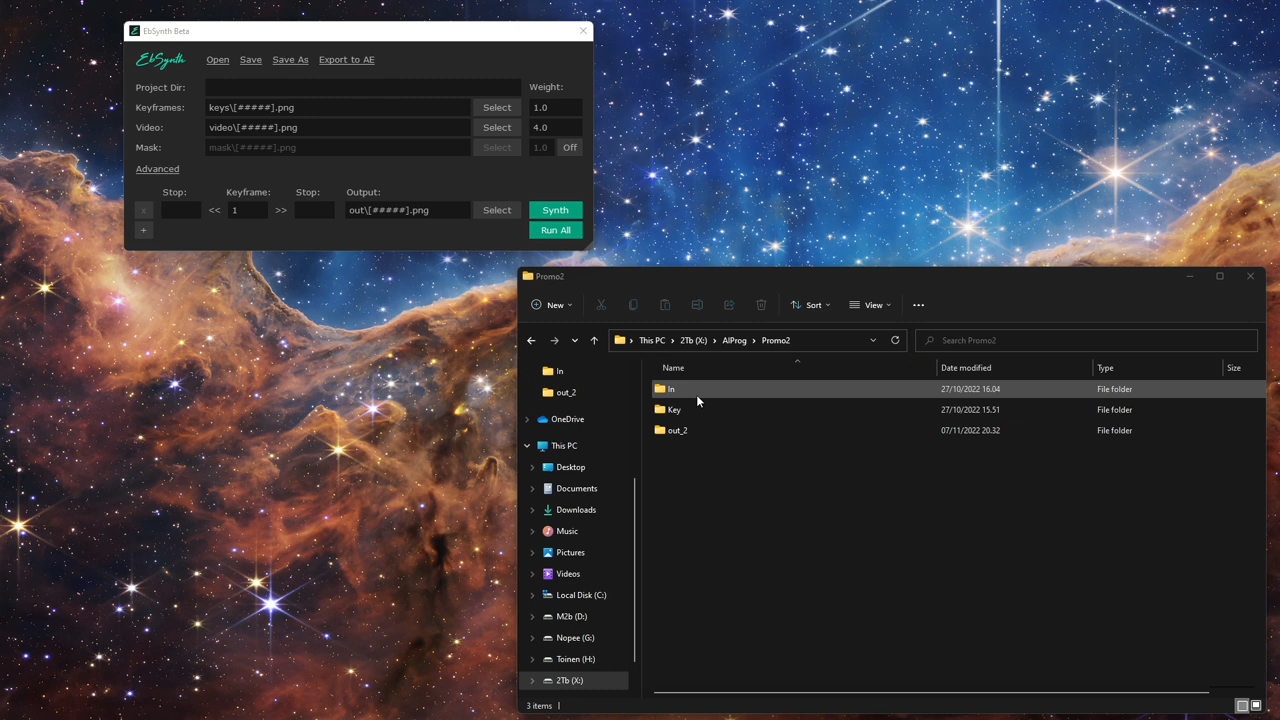 EbSynth Beta
EbSynth Open Save Save As Export to AE
Project Dir: Weight:
Keyframes: keys\[#####].png Select 1.0
Video: video\[#####].png Select 4.0
Mask: mask\[#####].png Select 1.0 Off
Advanced
Stop: Keyframe: Stop: Output:
x << 1 >> out\[#####].png Select Synth
+ Run All
Promo2
New Sort View
This PC 2Tb (X:) AIProg Promo2 Search Promo2
Name Date modified Type Size
In
out_2
OneDrive
This PC
Desktop
Documents
Downloads
Music
Pictures
Videos
Local Disk (C:)
M2b (D:)
Nopee (G:)
Toinen (H:)
2Tb (X:)
In 27/10/2022 16.04 File folder
Key 27/10/2022 15.51 File folder
out_2 07/11/2022 20.32 File folder
3 items